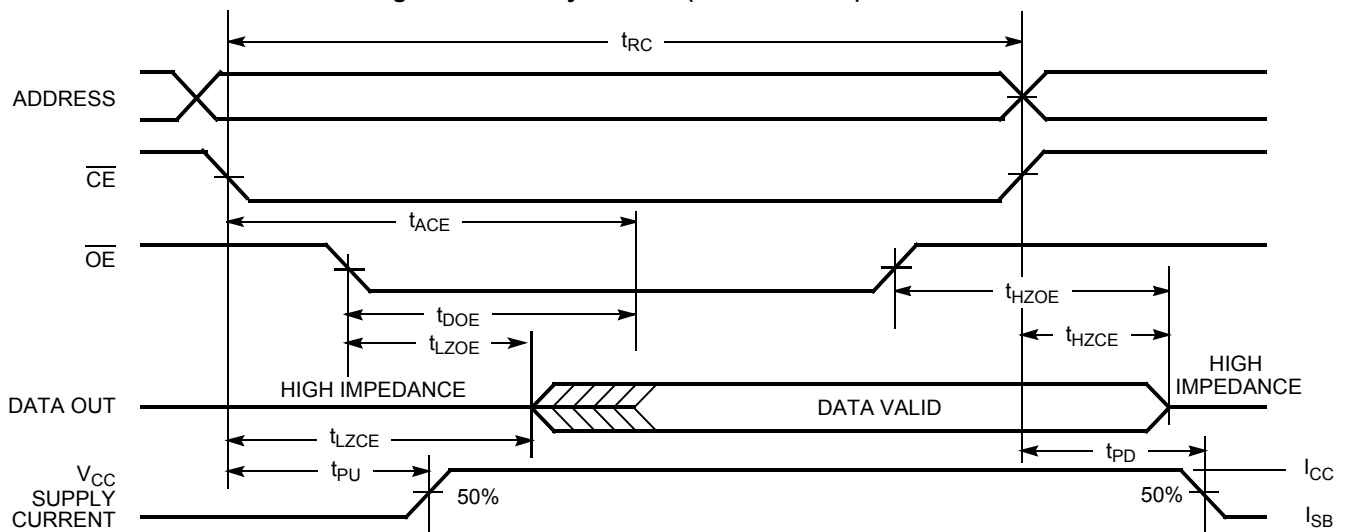 tRC
ADDRESS
CE
tACE
OE
tHZOE
tDOE
tLZOE
tHZCE
HIGH IMPEDANCE
HIGH
IMPEDANCE
DATA OUT
DATA VALID
tLZCE
tPU
tPD
VCC
SUPPLY
CURRENT
50%
50%
ICC
ISB